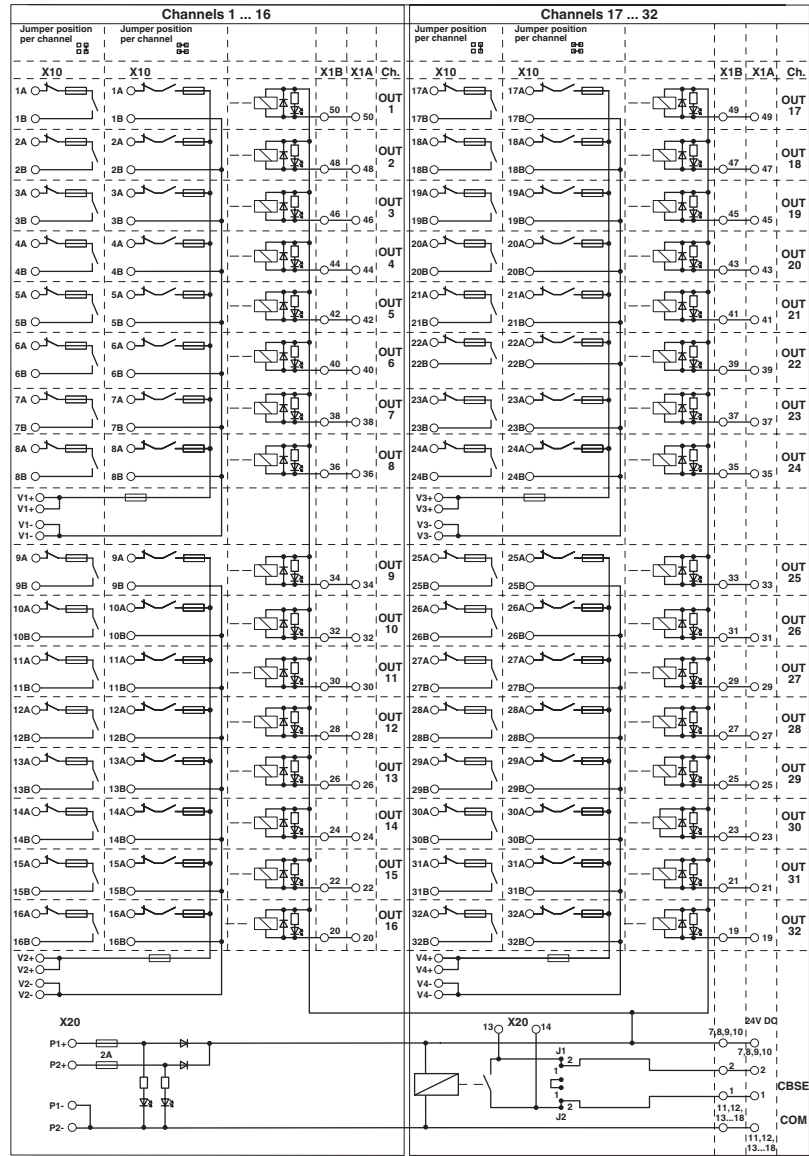 Channels 1 ... 16 Channels 17 ... 32
Jumper position per channel Jumper position per channel Jumper position per channel Jumper position per channel
X10 X10 X1B X1A Ch. X10 X10 X1B X1A Ch.
1A 1A OUT 1 17A 17A OUT 17
1B 1B 50 50 17B 17B 49 49
2A 2A OUT 2 18A 18A OUT 18
2B 2B 48 48 18B 18B 47 47
3A 3A OUT 3 19A 19A OUT 19
3B 3B 46 46 19B 19B 45 45
4A 4A OUT 4 20A 20A OUT 20
4B 4B 44 44 20B 20B 43 43
5A 5A OUT 5 21A 21A OUT 21
5B 5B 42 42 21B 21B 41 41
6A 6A OUT 6 22A 22A OUT 22
6B 6B 40 40 22B 22B 39 39
7A 7A OUT 7 23A 23A OUT 23
7B 7B 38 38 23B 23B 37 37
8A 8A OUT 8 24A 24A OUT 24
8B 8B 36 36 24B 24B 35 35
V1+ V3+
V1+ V3+
V1- V3-
V1- V3-
9A 9A OUT 9 25A 25A OUT 25
9B 9B 34 34 25B 25B 33 33
10A 10A OUT 10 26A 26A OUT 26
10B 10B 32 32 26B 26B 31 31
11A 11A OUT 11 27A 27A OUT 27
11B 11B 30 30 27B 27B 29 29
12A 12A OUT 12 28A 28A OUT 28
12B 12B 28 28 28B 28B 27 27
13A 13A OUT 13 29A 29A OUT 29
13B 13B 26 26 29B 29B 25 25
14A 14A OUT 14 30A 30A OUT 30
14B 14B 24 24 30B 30B 23 23
15A 15A OUT 15 31A 31A OUT 31
15B 15B 22 22 31B 31B 21 21
16A 16A OUT 16 32A 32A OUT 32
16B 16B 20 20 32B 32B 19 19
V2+ V4+
V2+ V4+
V2- V4-
V2- V4-
X20 13 X20 14 24V DC
P1+ 7,8,9,10 7,8,9,10
2A J1
P2+ 2 2 2
1 CBSE
P1- 1 1 1
2 11,12, 13...18 COM
P2- J2 11,12, 13...18